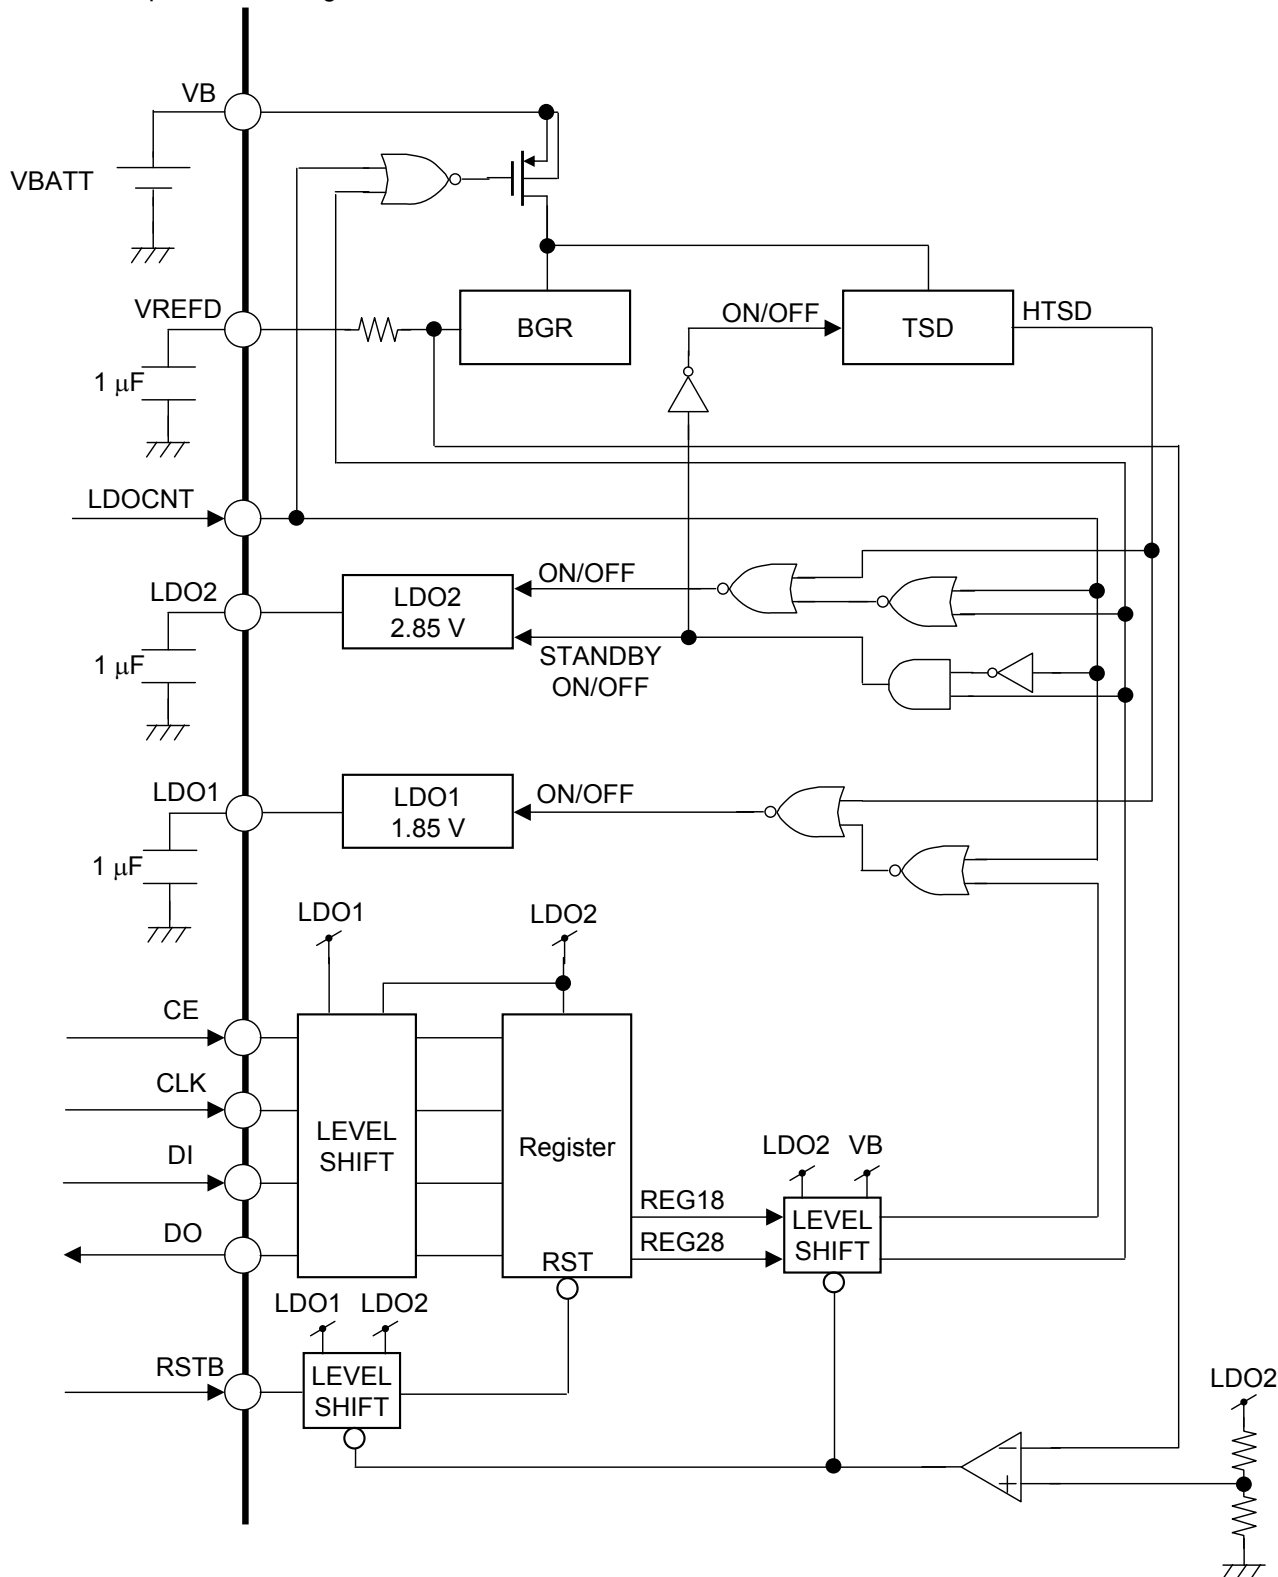 VB
VBATT
VREFD
BGR
ON/OFF
TSD
HTSD
1 μF
LDOCNT
LDO2
LDO2
2.85 V
ON/OFF
STANDBY
ON/OFF
1 μF
LDO1
LDO1
1.85 V
ON/OFF
1 μF
LDO1
LDO2
CE
CLK
DI
DO
LEVEL
SHIFT
Register
RST
REG18
REG28
LDO2
VB
LEVEL
SHIFT
LDO1
LDO2
RSTB
LEVEL
SHIFT
LDO2
−
+